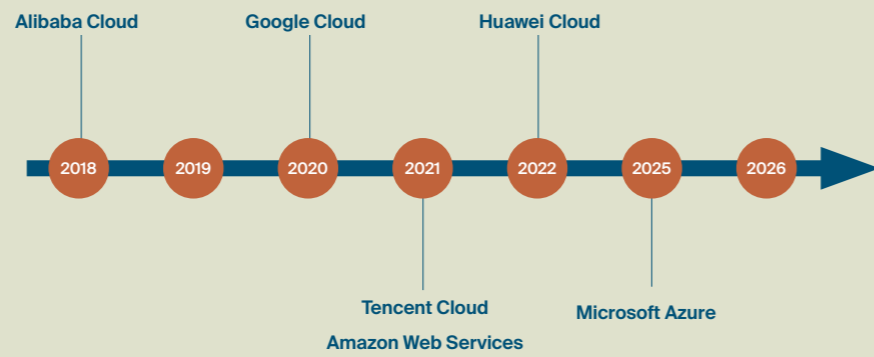 Alibaba Cloud
Google Cloud
Huawei Cloud
2018
2019
2020
2021
2022
2025
2026
Tencent Cloud
Amazon Web Services
Microsoft Azure